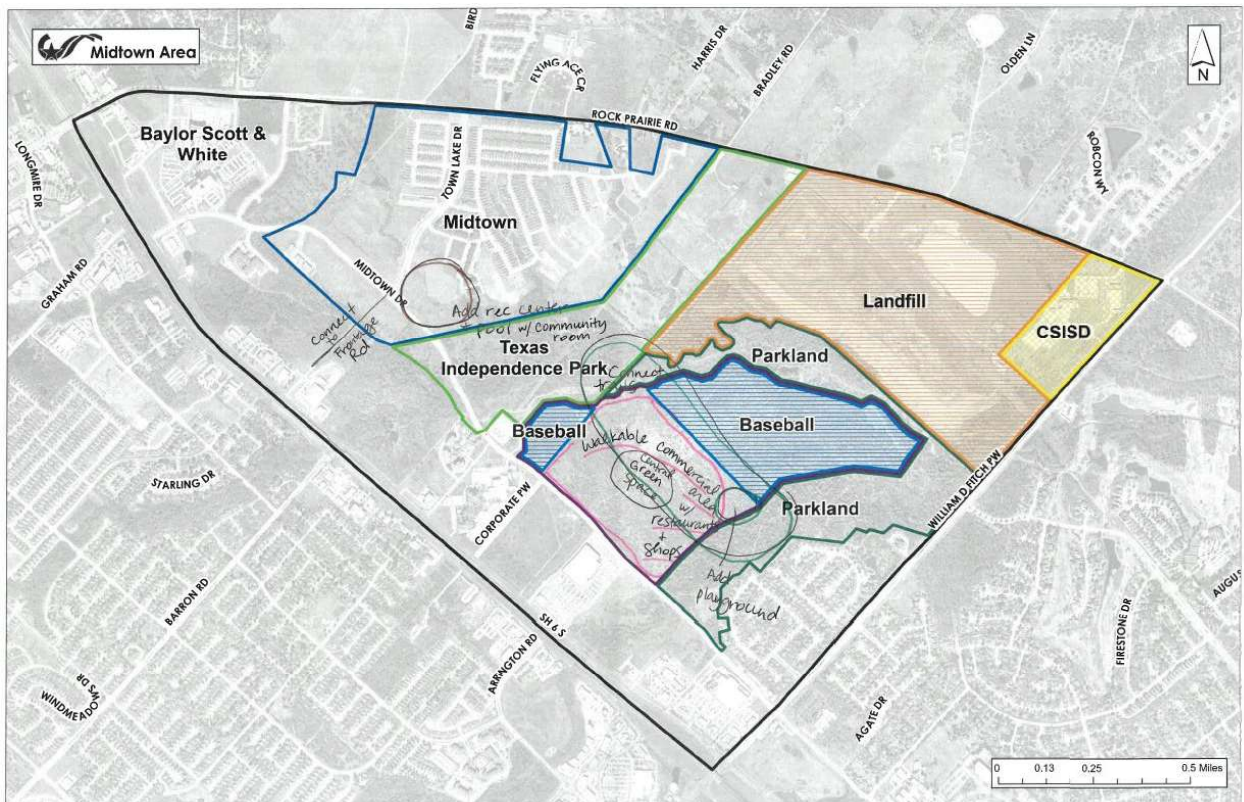 Midtown Area
N
BIRD
FLYING ACE CR
HARRIS DR
BRADLEY RD
OLDEN LN
ROCK PRAIRIE RD
ROBCON WY
Baylor Scott &
White
LONGMIRE DR
TOWN LAKE DR
Midtown
GRAHAM RD
MIDTOWN DR
Landfill
CSISD
Connect
to
Frontage
Rd
Add rec center
+
pool w/ community
room
Texas
Independence Park
Connect
trails
Parkland
Baseball
Baseball
Walkable commercial
area
w/
restaurants
+
Shops
Central
Green
Space
Parkland
Add
playground
WILLIAM D FITCH PW
STARLING DR
CORPORATE PW
BARRON RD
SH 6 S
ARRINGTON RD
WINDMEADO
WS DR
AGATE DR
FIRESTONE DR
AUGUS
0 0.13 0.25 0.5 Miles